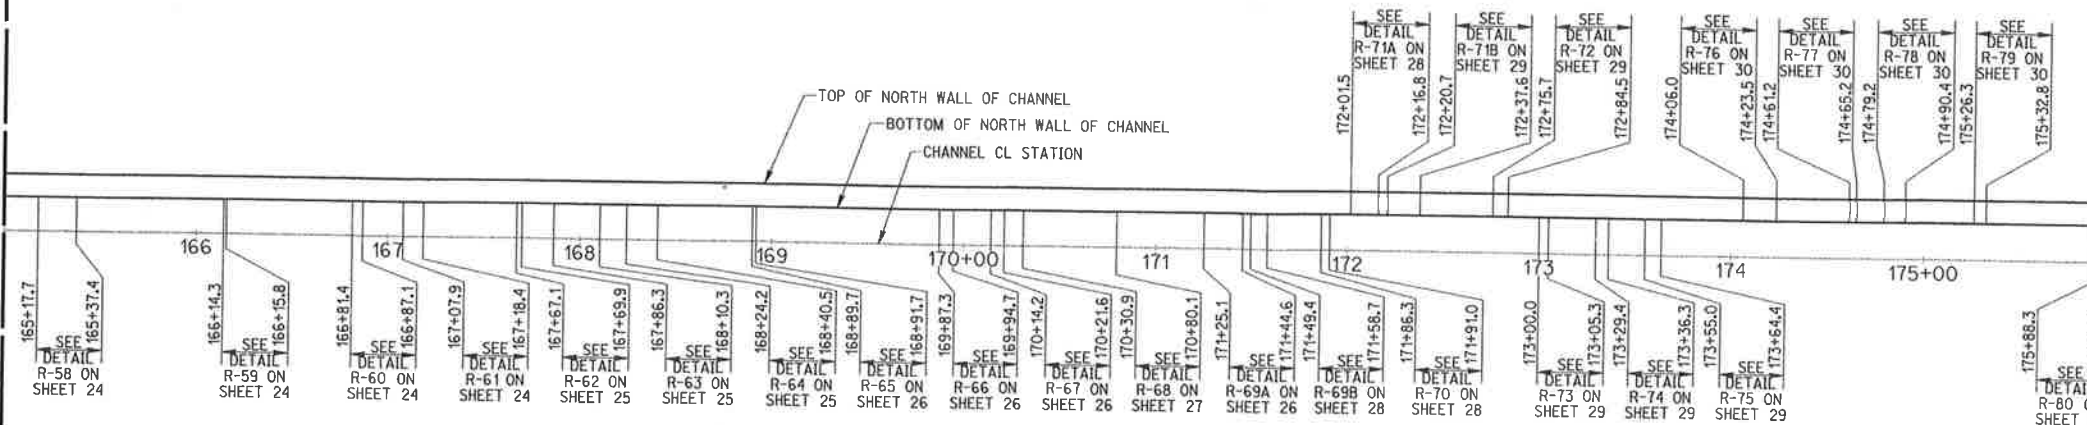 SEE
DETAIL
R-71A ON
SHEET 28
SEE
DETAIL
R-71B ON
SHEET 29
SEE
DETAIL
R-72 ON
SHEET 29
SEE
DETAIL
R-76 ON
SHEET 30
SEE
DETAIL
R-77 ON
SHEET 30
SEE
DETAIL
R-78 ON
SHEET 30
SEE
DETAIL
R-79 ON
SHEET 30
172+01.5
172+16.8
172+20.7
172+37.6
172+75.7
172+84.5
174+06.0
174+23.5
174+61.2
174+65.2
174+79.2
174+90.4
175+26.3
175+32.8
TOP OF NORTH WALL OF CHANNEL
BOTTOM OF NORTH WALL OF CHANNEL
CHANNEL CL STATION
166
167
168
169
170+00
171
172
173
174
175+00
165+17.7
165+37.4
SEE
DETAIL
R-58 ON
SHEET 24
166+14.3
166+15.8
SEE
DETAIL
R-59 ON
SHEET 24
166+81.4
166+87.1
SEE
DETAIL
R-60 ON
SHEET 24
167+07.9
167+18.4
SEE
DETAIL
R-61 ON
SHEET 24
167+67.1
167+69.9
SEE
DETAIL
R-62 ON
SHEET 25
167+86.3
168+10.3
SEE
DETAIL
R-63 ON
SHEET 25
168+24.2
168+40.5
SEE
DETAIL
R-64 ON
SHEET 25
168+89.7
168+91.7
SEE
DETAIL
R-65 ON
SHEET 26
169+87.3
169+94.7
SEE
DETAIL
R-66 ON
SHEET 26
170+14.2
170+21.6
SEE
DETAIL
R-67 ON
SHEET 26
170+30.9
170+80.1
SEE
DETAIL
R-68 ON
SHEET 27
171+25.1
171+44.6
SEE
DETAIL
R-69A ON
SHEET 26
171+49.4
171+58.7
SEE
DETAIL
R-69B ON
SHEET 28
171+86.3
171+91.0
SEE
DETAIL
R-70 ON
SHEET 28
173+00.0
173+05.3
SEE
DETAIL
R-73 ON
SHEET 29
173+29.4
173+36.3
SEE
DETAIL
R-74 ON
SHEET 29
173+55.0
173+64.4
SEE
DETAIL
R-75 ON
SHEET 29
175+88.3
SEE
DETAI
R-80 O
SHEET